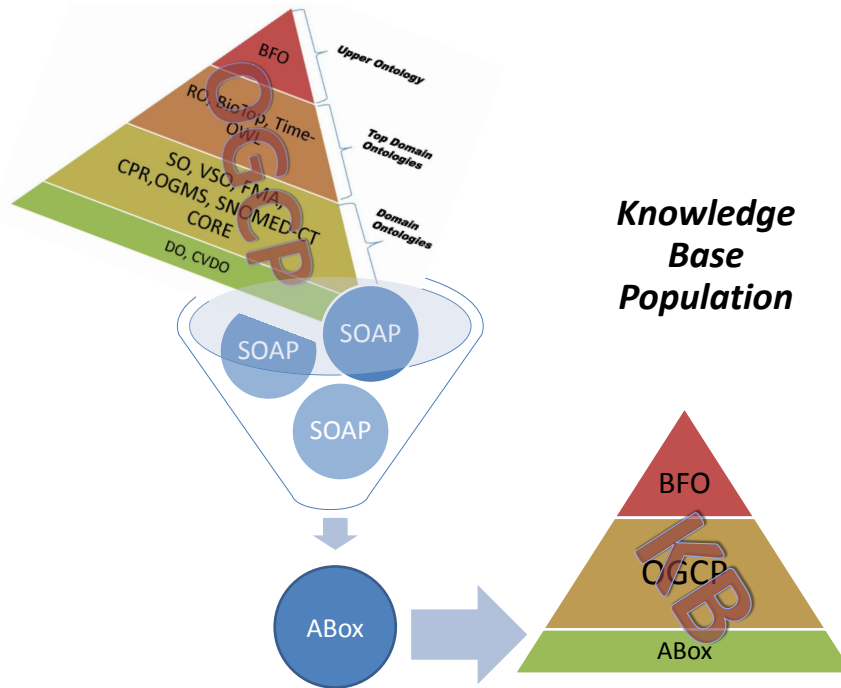 BFO
Upper Ontology
RO, BioTop, Time-
OWL
Top Domain
Ontologies
SO, VSO, FMA,
CPR,OGMS, SNOMED-CT
CORE
Domain
Ontologies
DO, CVDO
OGCP
Knowledge
Base
Population
SOAP
SOAP
SOAP
ABox
BFO
OGCP
ABox
KB